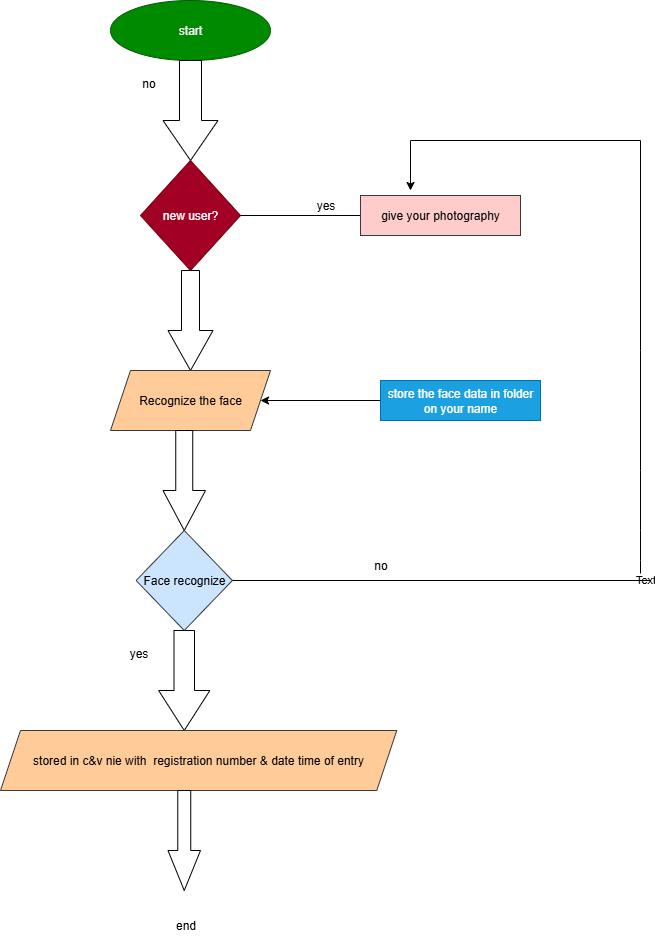 start
no
new user?
yes
give your photography
Recognize the face
store the face data in folder
on your name
Face recognize
no
Text
yes
stored in c&v nie with  registration number & date time of entry
end